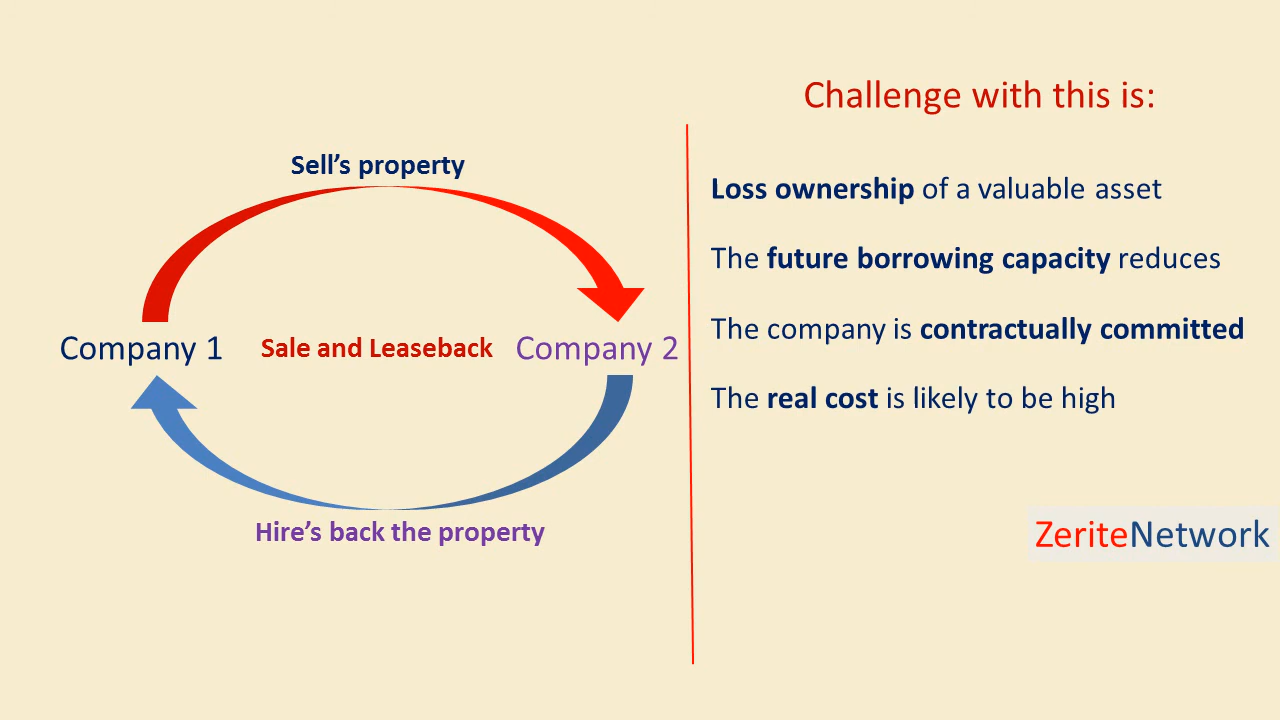 Challenge with this is:
Sell's property
Loss ownership of a valuable asset
The future borrowing capacity reduces
The company is contractually committed
Company 1
Sale and Leaseback
Company 2
The real cost is likely to be high
Hire's back the property
ZeriteNetwork